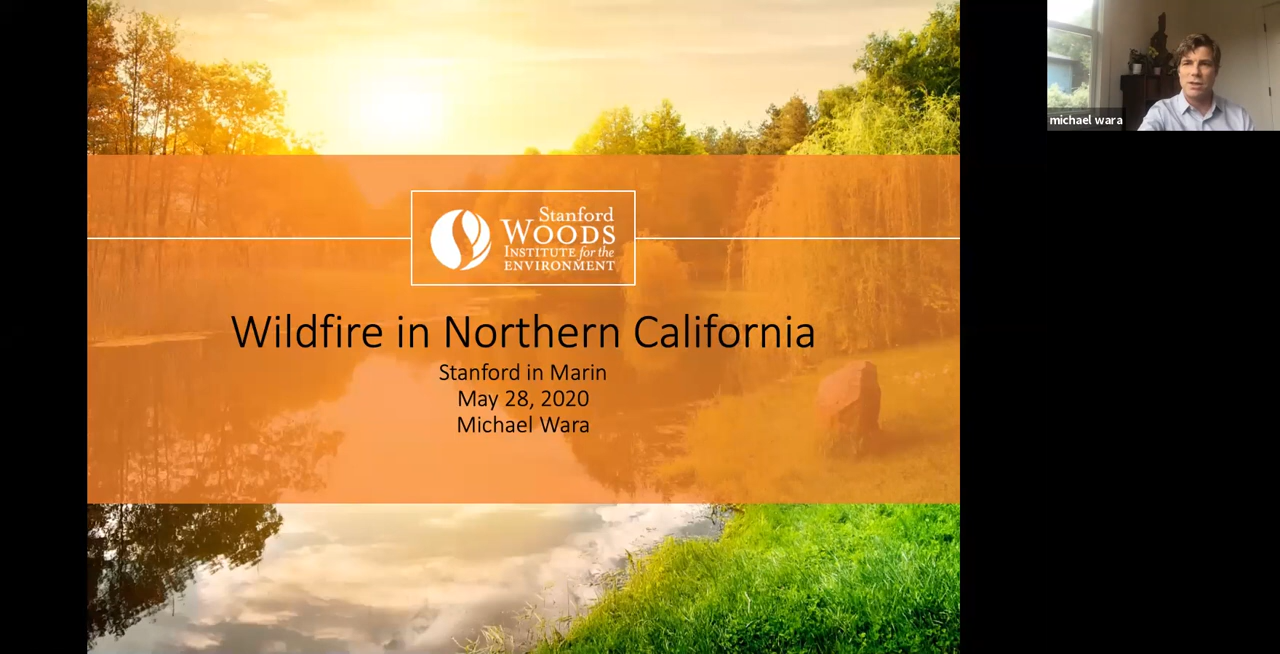 Stanford
WOODS
INSTITUTE for the
ENVIRONMENT
Wildfire in Northern California
Stanford in Marin
May 28, 2020
Michael Wara
michael wara